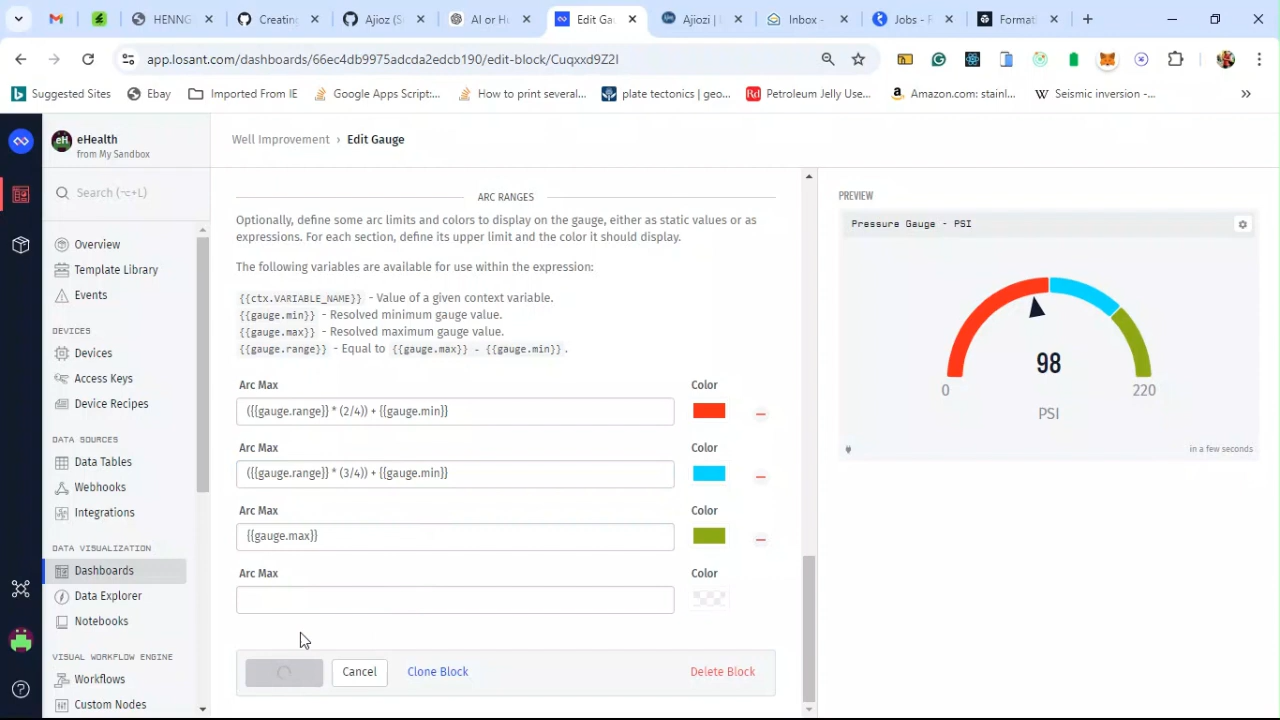 HENNG
Creatin
Ajioz (S
AI or H
Edit Ga
Ajiozi |
Inbox -
Jobs - F
Format
app.losant.com/dashboards/66ec4db9975adcda2edcb190/edit-block/Cuqxxd9Z2I
Suggested Sites
Ebay
Imported From IE
Google Apps Script:...
How to print several...
plate tectonics | geo...
Petroleum Jelly Use...
Amazon.com: stainl...
Seismic inversion -...
eHealth
from My Sandbox
Well Improvement › Edit Gauge
Search (⌥+L)
Overview
Template Library
Events
DEVICES
Devices
Access Keys
Device Recipes
DATA SOURCES
Data Tables
Webhooks
Integrations
DATA VISUALIZATION
Dashboards
Data Explorer
Notebooks
VISUAL WORKFLOW ENGINE
Workflows
Custom Nodes
ARC RANGES
Optionally, define some arc limits and colors to display on the gauge, either as static values or as
expressions. For each section, define its upper limit and the color it should display.
The following variables are available for use within the expression:
{{ctx.VARIABLE_NAME}} - Value of a given context variable.
{{gauge.min}} - Resolved minimum gauge value.
{{gauge.max}} - Resolved maximum gauge value.
{{gauge.range}} - Equal to {{gauge.max}} - {{gauge.min}}.
Arc Max Color
({{gauge.range}} * (2/4)) + {{gauge.min}}
Arc Max Color
({{gauge.range}} * (3/4)) + {{gauge.min}}
Arc Max Color
{{gauge.max}}
Arc Max Color
Cancel
Clone Block
Delete Block
PREVIEW
Pressure Gauge - PSI
98
0
220
PSI
in a few seconds